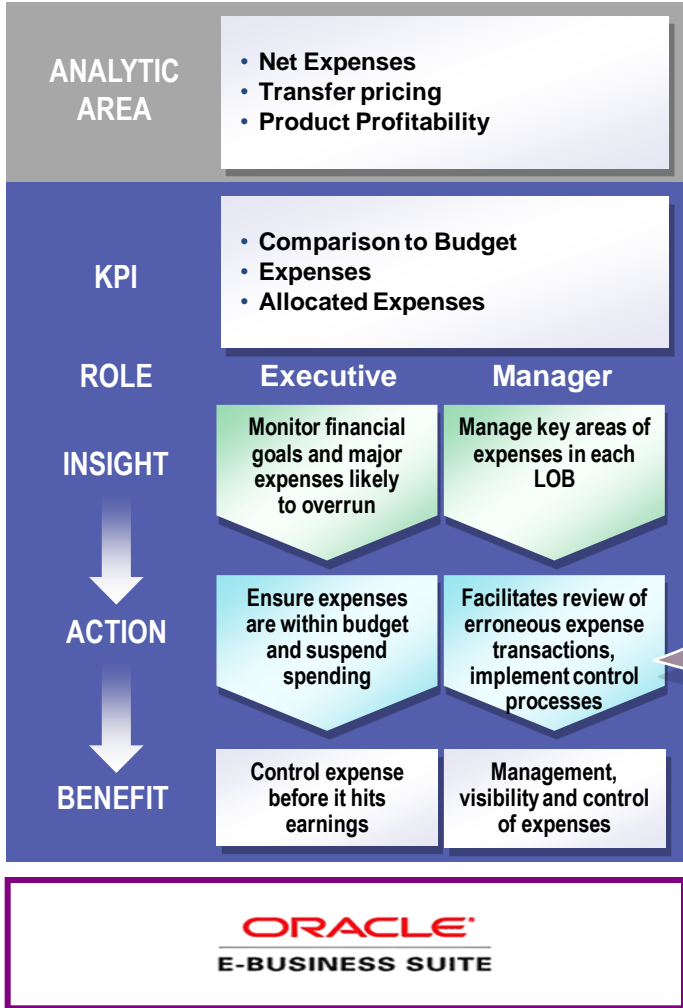 ANALYTIC
AREA
• Net Expenses
• Transfer pricing
• Product Profitability
KPI
• Comparison to Budget
• Expenses
• Allocated Expenses
ROLE
Executive
Manager
INSIGHT
Monitor financial
goals and major
expenses likely
to overrun
Manage key areas of
expenses in each
LOB
ACTION
Ensure expenses
are within budget
and suspend
spending
Facilitates review of
erroneous expense
transactions,
implement control
processes
BENEFIT
Control expense
before it hits
earnings
Management,
visibility and control
of expenses
ORACLE
E-BUSINESS SUITE